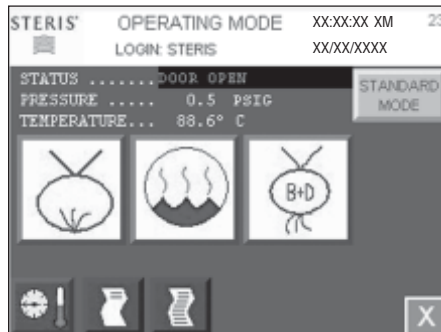 STERIS® OPERATING MODE XX:XX:XX XM 23
LOGIN: STERIS XX/XX/XXXX
STATUS .......DOOR OPEN
PRESSURE ..... 0.5 PSIG
TEMPERATURE... 88.6° C
STANDARD
MODE
B+D
X